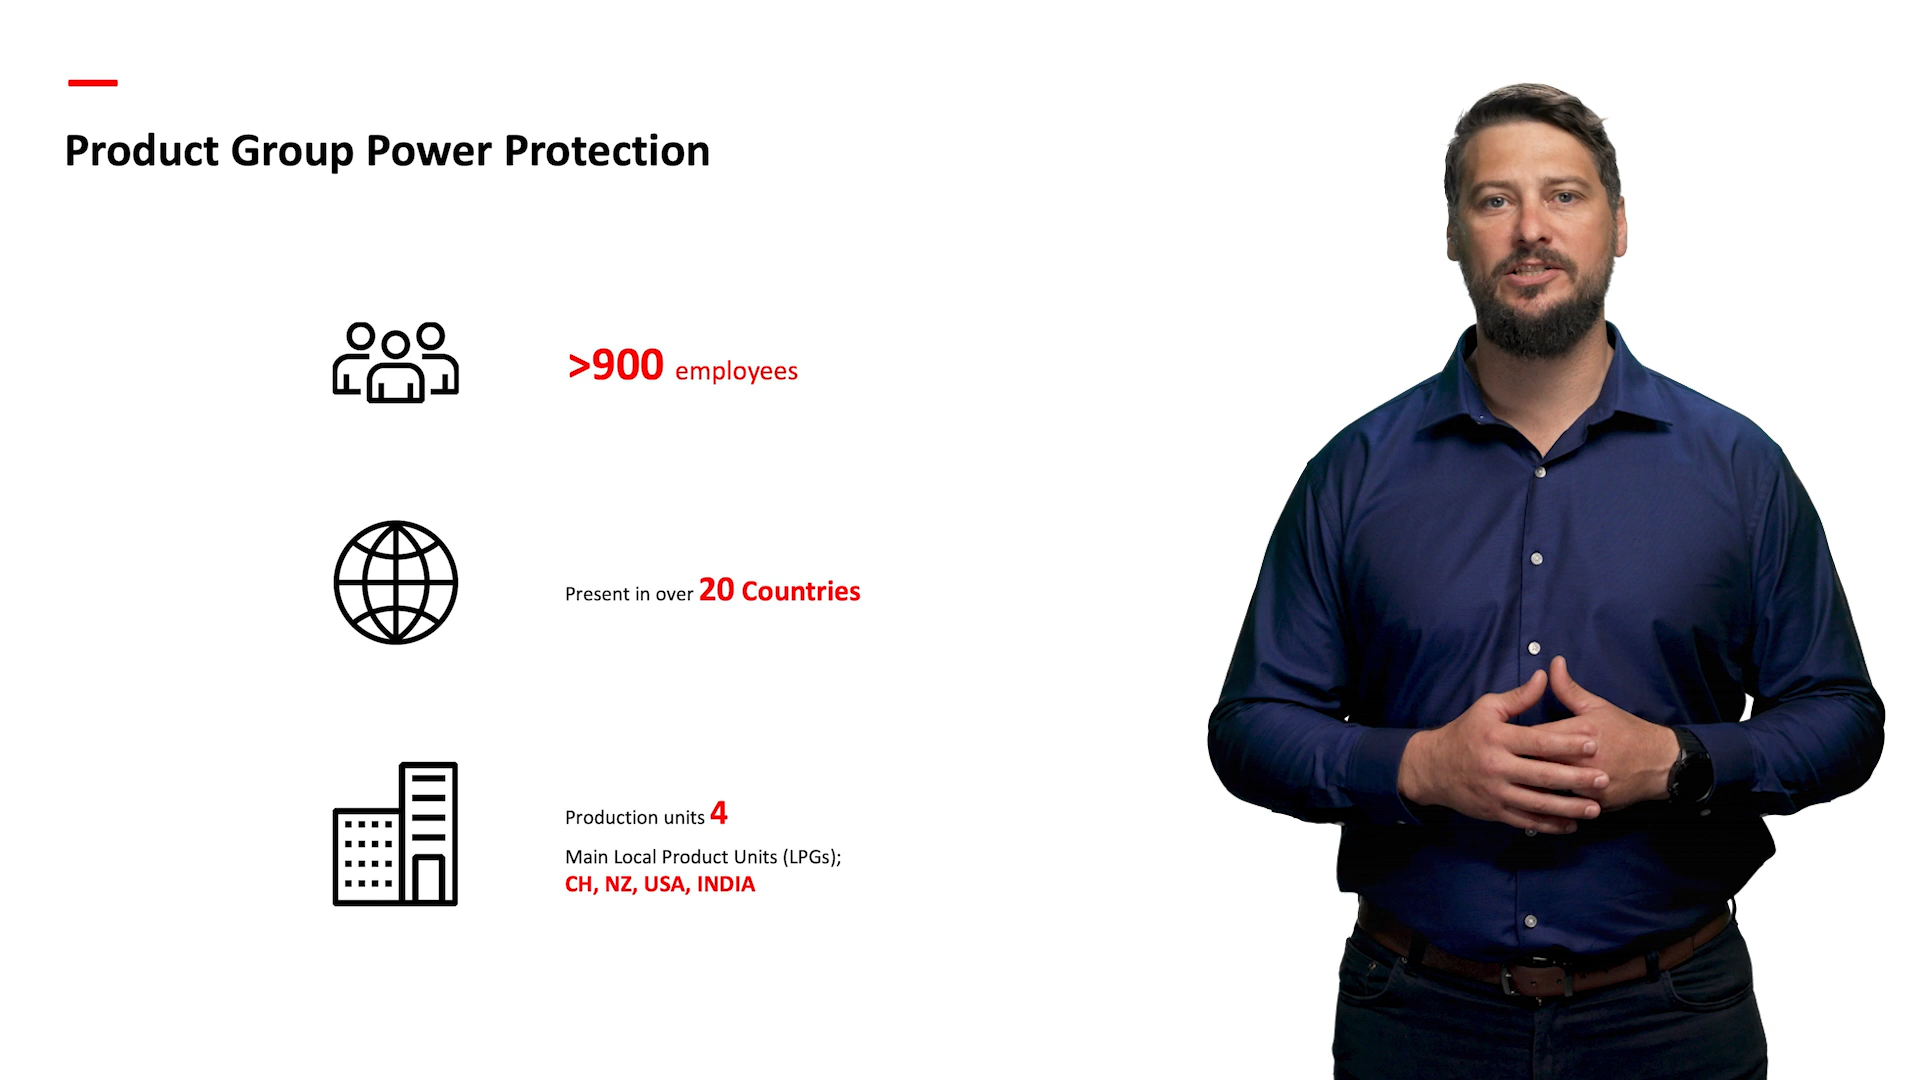 Product Group Power Protection
>900 employees
Present in over 20 Countries
Production units 4
Main Local Product Units (LPGs);
CH, NZ, USA, INDIA